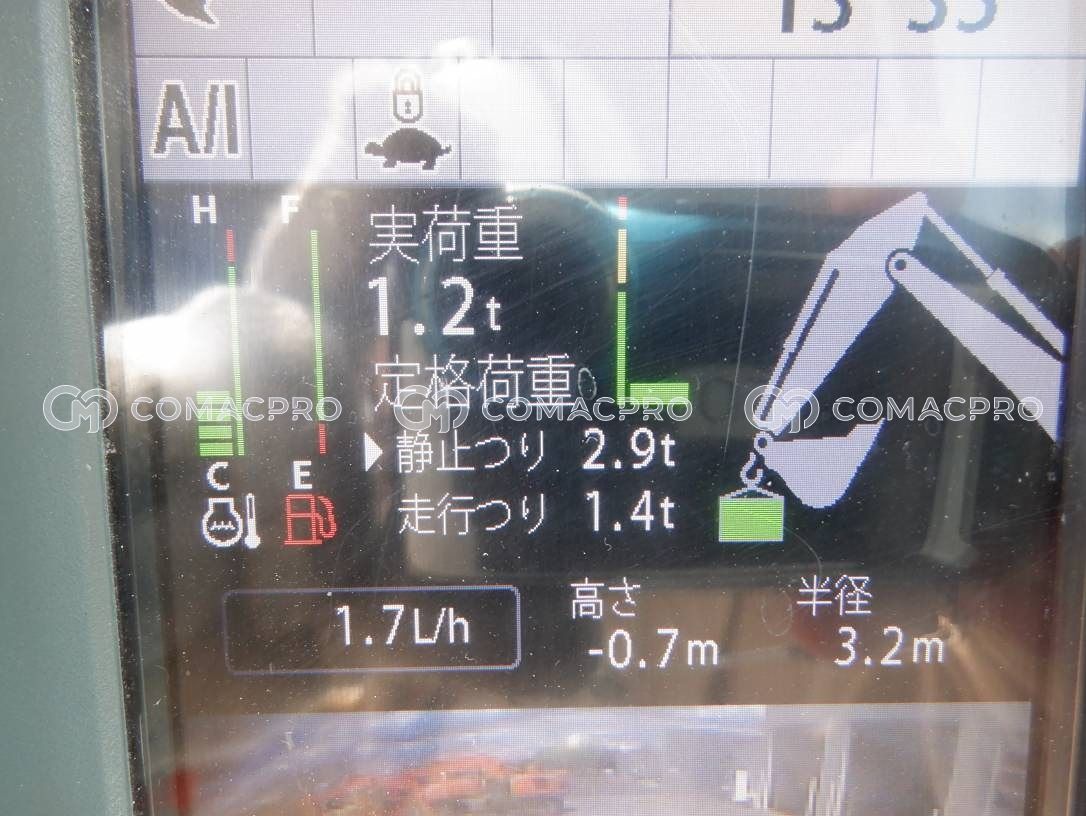 A/I
H F
実荷重
1.2t
定格荷重
COMACPRO COMACPRO COMACPRO
静止つり 2.9t
C E
走行つり 1.4t
高さ 半径
1.7L/h -0.7m 3.2m